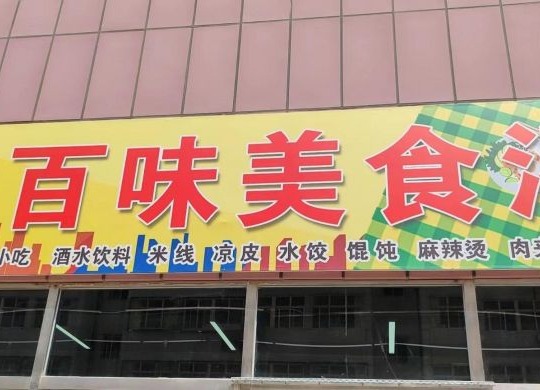 百味美食
小吃 酒水饮料 米线 凉皮 水饺 馄饨 麻辣烫 肉夹